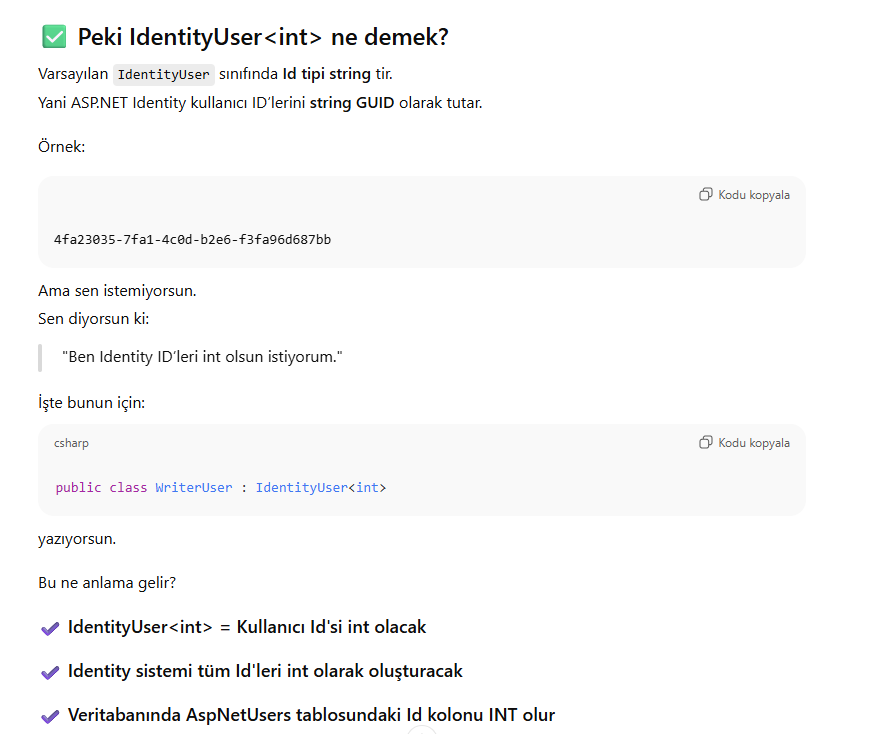 ✅ Peki IdentityUser<int> ne demek?
Varsayılan IdentityUser sınıfında Id tipi string tir.
Yani ASP.NET Identity kullanıcı ID’lerini string GUID olarak tutar.
Örnek:
Kodu kopyala
4fa23035-7fa1-4c0d-b2e6-f3fa96d687bb
Ama sen istemiyorsun.
Sen diyorsun ki:
"Ben Identity ID’leri int olsun istiyorum."
İşte bunun için:
csharp Kodu kopyala
public class WriterUser : IdentityUser<int>
yazıyorsun.
Bu ne anlama gelir?
✔ IdentityUser<int> = Kullanıcı Id'si int olacak
✔ Identity sistemi tüm Id'leri int olarak oluşturacak
✔ Veritabanında AspNetUsers tablosundaki Id kolonu INT olur